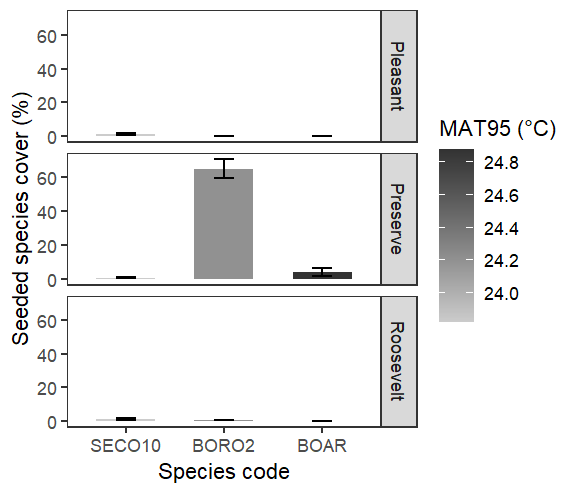 Seeded species cover (%)
60
40
20
0
Pleasant
60
40
20
0
Preserve
60
40
20
0
Roosevelt
SECO10 BORO2 BOAR
Species code
MAT95 (°C)
24.8
24.6
24.4
24.2
24.0